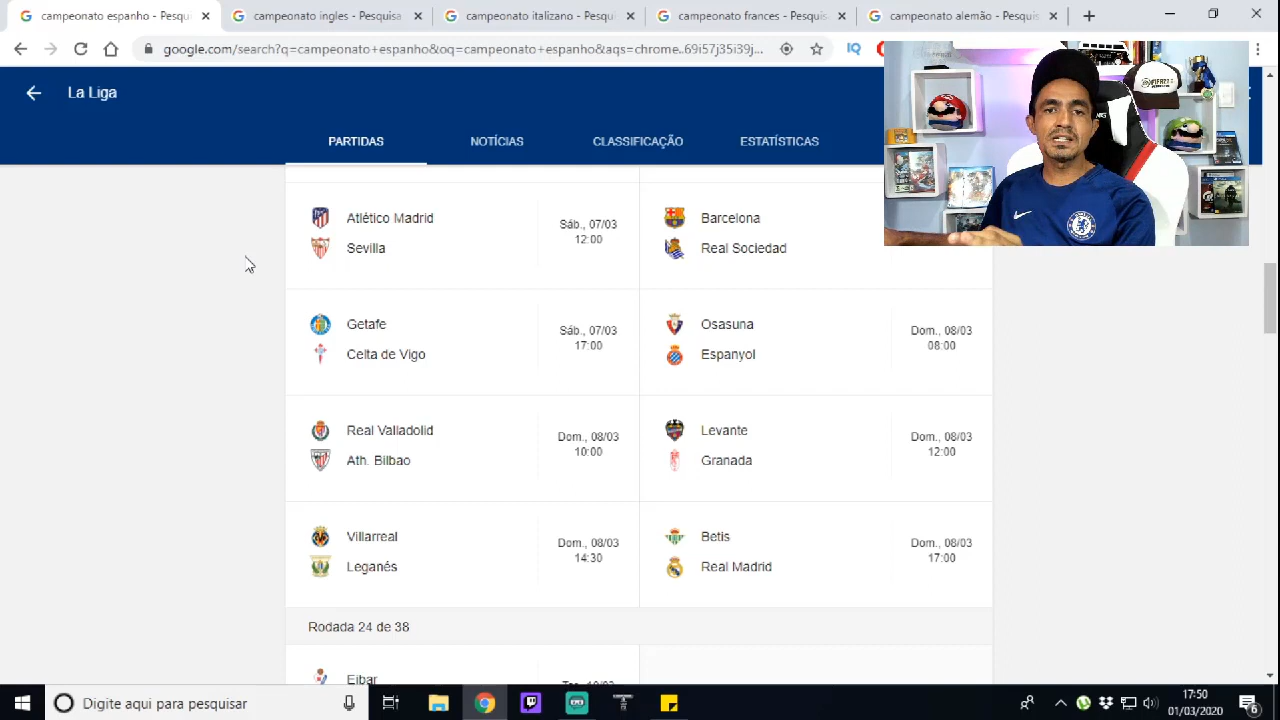 campeonato espanho - Pesqu
campeonato ingles - Pesquis
campeonato italizano - Pesqu
campeonato frances - Pesquis
campeonato alemão - Pesquis
google.com/search?q=campeonato+espanho&oq=campeonato+espanho&aqs=chrome..69i57j35i39j...
IQ
La Liga
PARTIDAS
NOTÍCIAS
CLASSIFICAÇÃO
ESTATÍSTICAS
Atlético Madrid
Sevilla
Sáb., 07/03
12:00
Barcelona
Real Sociedad
Getafe
Celta de Vigo
Sáb., 07/03
17:00
Osasuna
Espanyol
Dom., 08/03
08:00
Real Valladolid
Ath. Bilbao
Dom., 08/03
10:00
Levante
Granada
Dom., 08/03
12:00
Villarreal
Leganés
Dom., 08/03
14:30
Betis
Real Madrid
Dom., 08/03
17:00
Rodada 24 de 38
Eibar
Digite aqui para pesquisar
17:50
01/03/2020
6